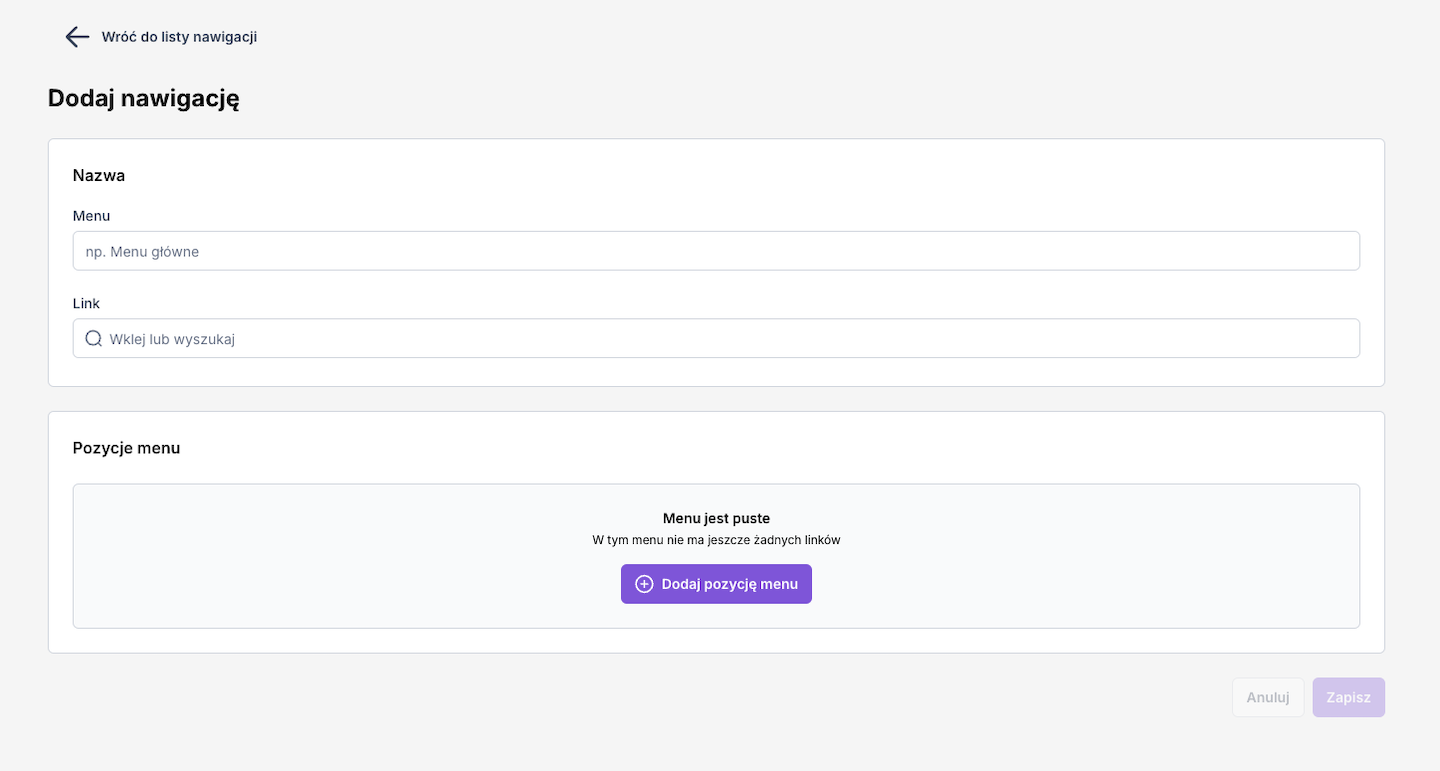 Wróć do listy nawigacji
Dodaj nawigację
Nazwa
Menu
np. Menu główne
Link
Wklej lub wyszukaj
Pozycje menu
Menu jest puste
W tym menu nie ma jeszcze żadnych linków
Dodaj pozycję menu
Anuluj
Zapisz